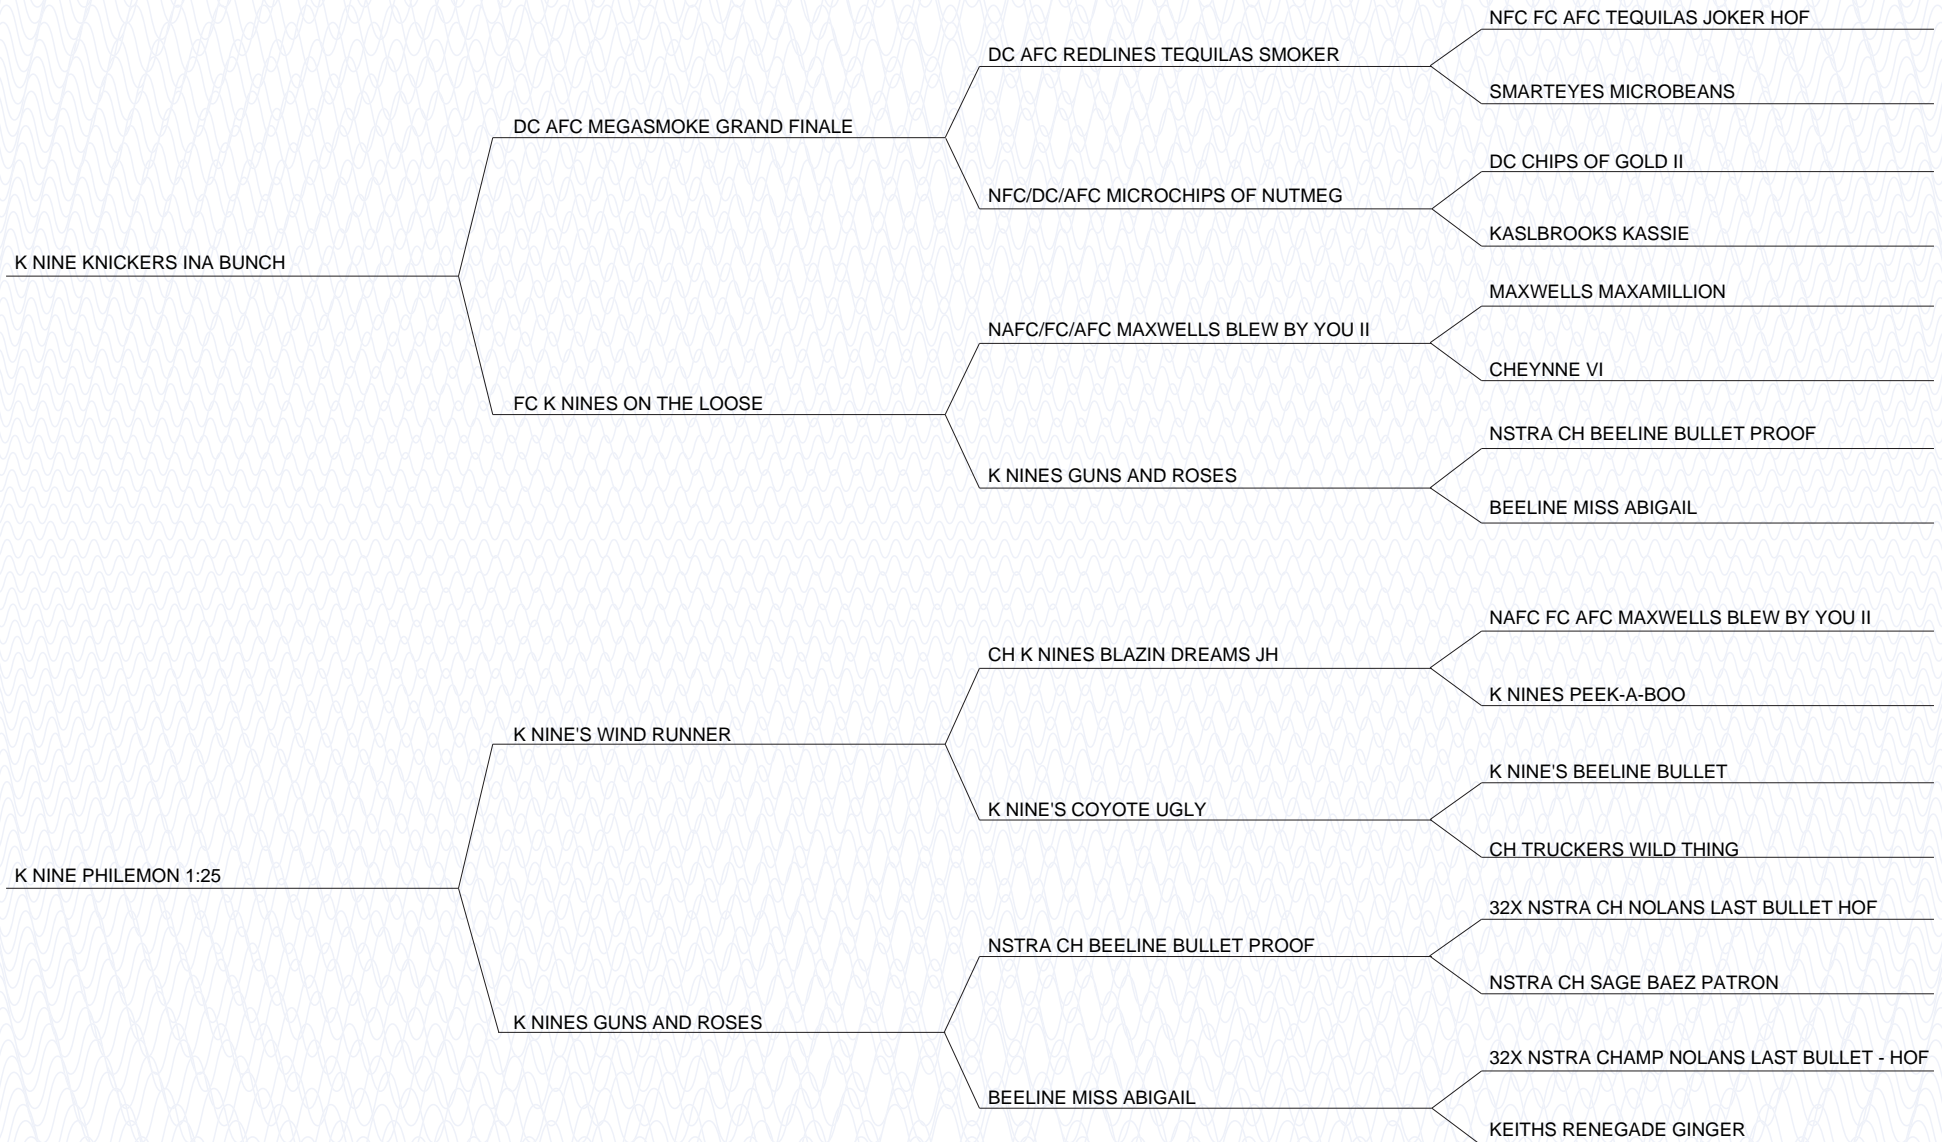 NFC FC AFC TEQUILAS JOKER HOF
DC AFC REDLINES TEQUILAS SMOKER
SMARTEYES MICROBEANS
DC AFC MEGASMOKE GRAND FINALE
DC CHIPS OF GOLD II
NFC/DC/AFC MICROCHIPS OF NUTMEG
KASLBROOKS KASSIE
K NINE KNICKERS INA BUNCH
MAXWELLS MAXAMILLION
NAFC/FC/AFC MAXWELLS BLEW BY YOU II
CHEYNNE VI
FC K NINES ON THE LOOSE
NSTRA CH BEELINE BULLET PROOF
K NINES GUNS AND ROSES
BEELINE MISS ABIGAIL
NAFC FC AFC MAXWELLS BLEW BY YOU II
CH K NINES BLAZIN DREAMS JH
K NINES PEEK-A-BOO
K NINE'S WIND RUNNER
K NINE'S BEELINE BULLET
K NINE'S COYOTE UGLY
CH TRUCKERS WILD THING
K NINE PHILEMON 1:25
32X NSTRA CH NOLANS LAST BULLET HOF
NSTRA CH BEELINE BULLET PROOF
NSTRA CH SAGE BAEZ PATRON
K NINES GUNS AND ROSES
32X NSTRA CHAMP NOLANS LAST BULLET - HOF
BEELINE MISS ABIGAIL
KEITHS RENEGADE GINGER